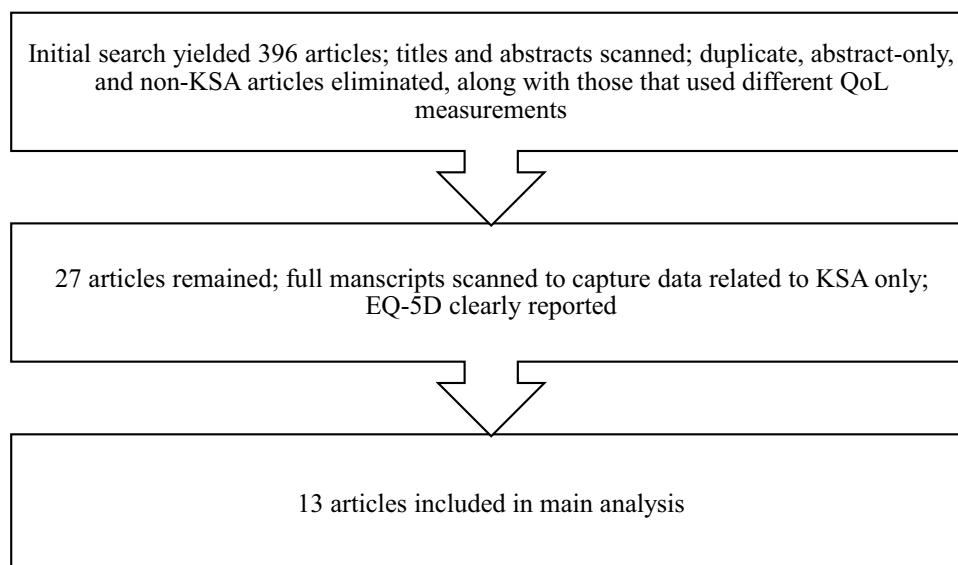 Initial search yielded 396 articles; titles and abstracts scanned; duplicate, abstract-only,
and non-KSA articles eliminated, along with those that used different QoL
measurements
27 articles remained; full manscripts scanned to capture data related to KSA only;
EQ-5D clearly reported
13 articles included in main analysis